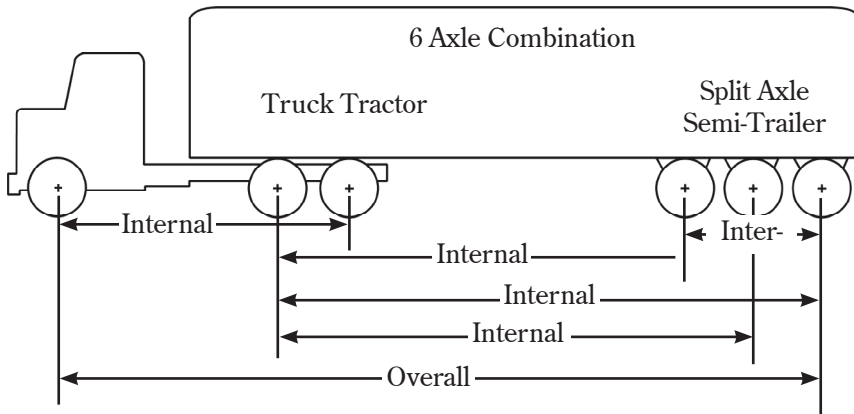 6 Axle Combination
Truck Tractor
Split Axle
Semi-Trailer
Internal
Inter-
Internal
Internal
Internal
Overall